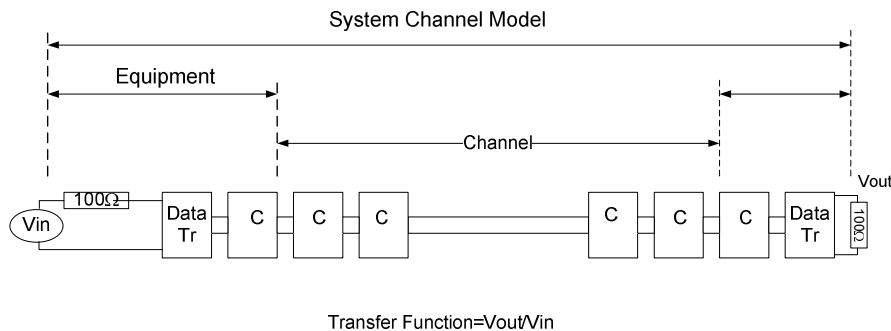 System Channel Model
Equipment
Channel
Vout
100Ω
Vin
Data
Tr
C
C
C
C
C
C
Data
Tr
100Ω
Transfer Function=Vout/Vin